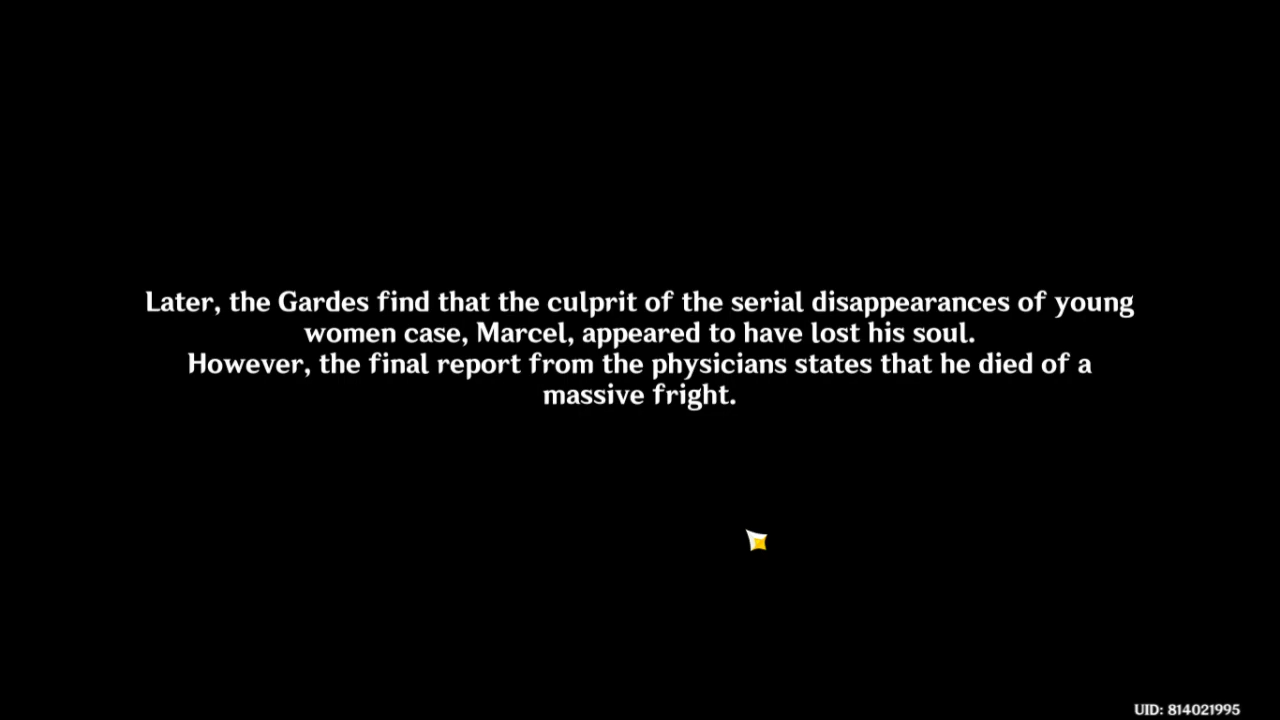 Later, the Gardes find that the culprit of the serial disappearances of young
women case, Marcel, appeared to have lost his soul.
However, the final report from the physicians states that he died of a
massive fright.
UID: 814021995